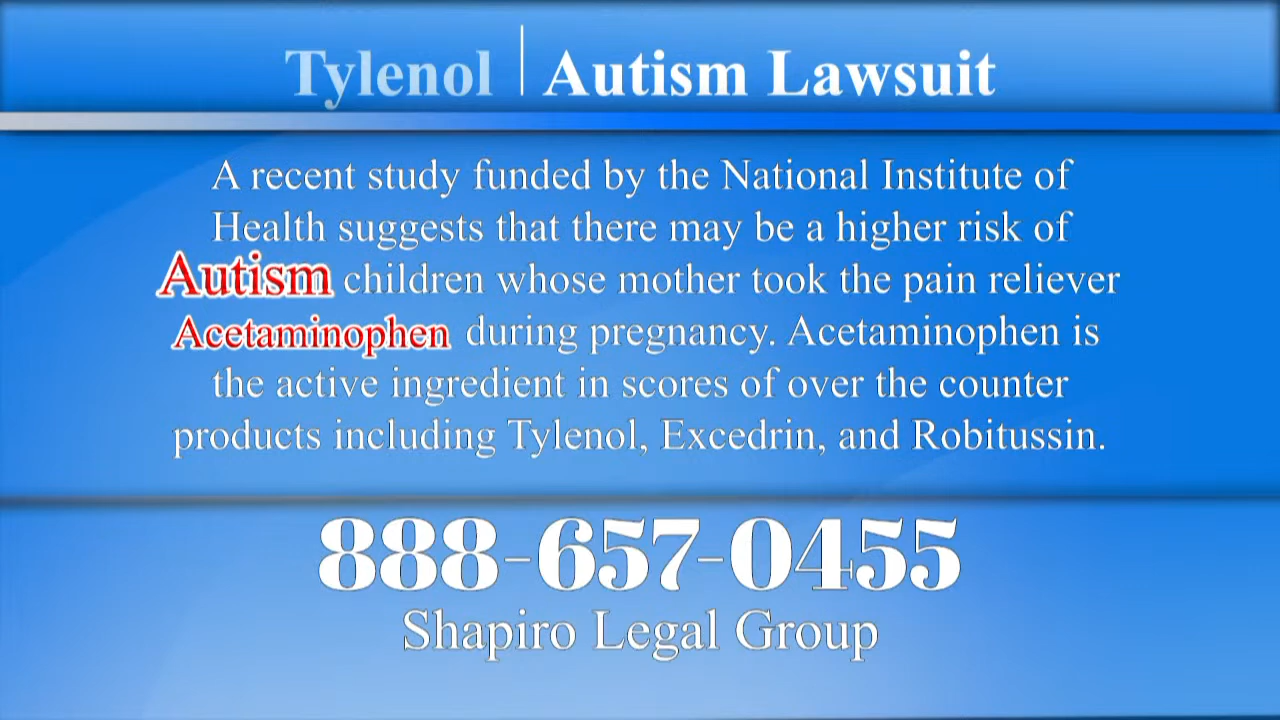 Tylenol | Autism Lawsuit
A recent study funded by the National Institute of
Health suggests that there may be a higher risk of
Autism children whose mother took the pain reliever
Acetaminophen during pregnancy. Acetaminophen is
the active ingredient in scores of over the counter
products including Tylenol, Excedrin, and Robitussin.
888-657-0455
Shapiro Legal Group